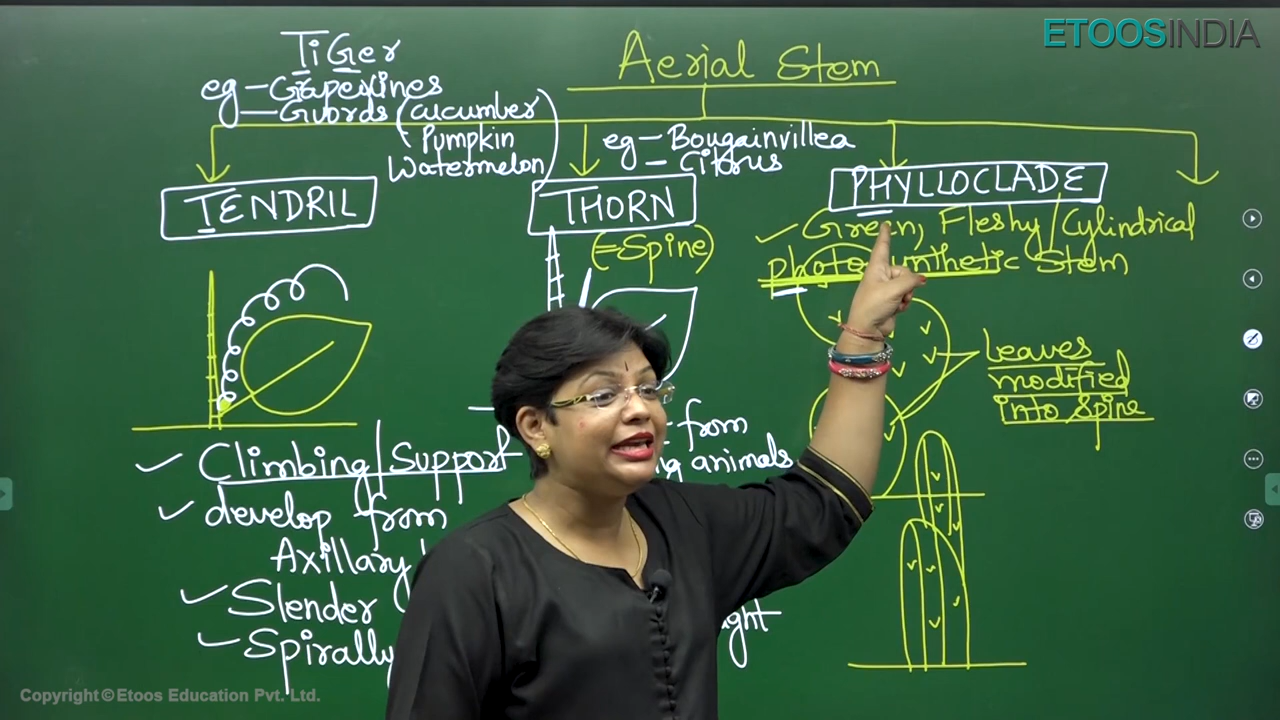 ETOOSINDIA
TiGer
eg - Grapevines
- Guords (cucumber
Pumpkin
Watermelon)
Aerial Stem
eg - Bougainvillea
- Citrus
TENDRIL
THORN
(=Spine)
PHYLLOCLADE
Green, Fleshy/Cylindrical
photosynthetic Stem
Leaves
modified
into Spine
Climbing/Support
develop from
Axillary
Slender
Spirally
from
animals
Copyright © Etoos Education Pvt. Ltd.